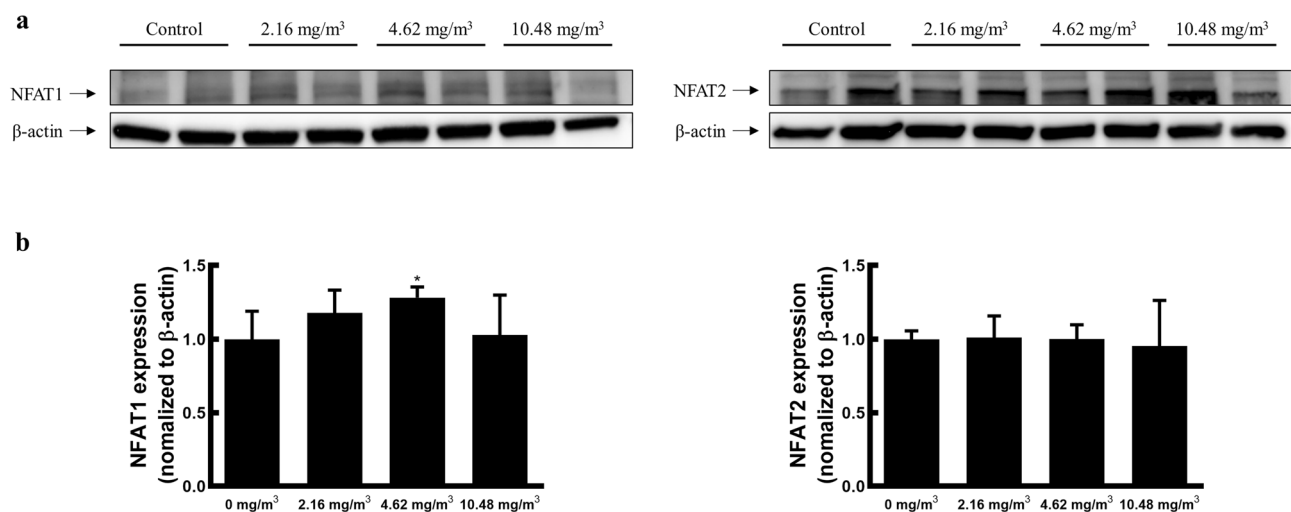 a
Control 2.16 mg/m³ 4.62 mg/m³ 10.48 mg/m³
NFAT1
β-actin
Control 2.16 mg/m³ 4.62 mg/m³ 10.48 mg/m³
NFAT2
β-actin
b
NFAT1 expression
(nomalized to β-actin)
1.5
1.0
0.5
0.0
*
0 mg/m³ 2.16 mg/m³ 4.62 mg/m³ 10.48 mg/m³
NFAT2 expression
(nomalized to β-actin)
1.5
1.0
0.5
0.0
0 mg/m³ 2.16 mg/m³ 4.62 mg/m³ 10.48 mg/m³